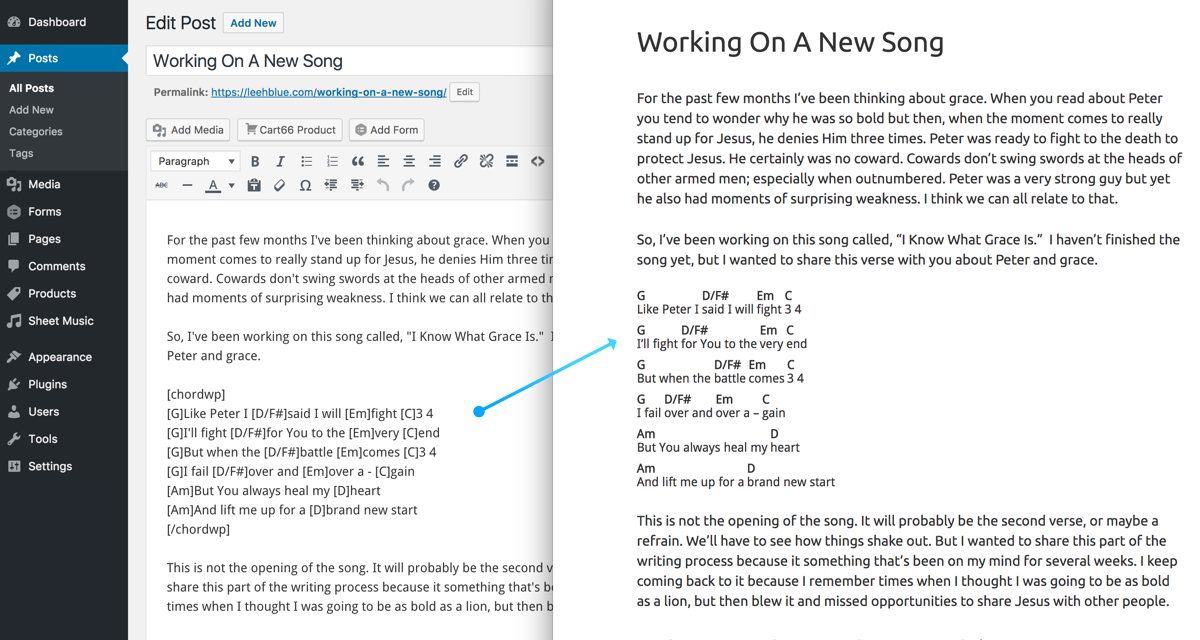 Dashboard
Posts
All Posts
Add New
Categories
Tags
Media
Forms
Pages
Comments
Products
Sheet Music
Appearance
Plugins
Users
Tools
Settings
Edit Post Add New
Working On A New Song
Permalink: https://leehblue.com/working-on-a-new-song/ Edit
Add Media Cart66 Product Add Form
Paragraph B I
ABC A
For the past few months I've been thinking about grace. When you
moment comes to really stand up for Jesus, he denies Him three
coward. Cowards don't swing swords at the heads of other armed
had moments of surprising weakness. I think we can all relate to
So, I've been working on this song called, "I Know What Grace Is."
Peter and grace.
[chordwp]
[G]Like Peter I [D/F#]said I will [Em]fight [C]3 4
[G]I'll fight [D/F#]for You to the [Em]very [C]end
[G]But when the [D/F#]battle [Em]comes [C]3 4
[G]I fail [D/F#]over and [Em]over a - [C]gain
[Am]But You always heal my [D]heart
[Am]And lift me up for a [D]brand new start
[/chordwp]
This is not the opening of the song. It will probably be the second
share this part of the writing process because it something that's
times when I thought I was going to be as bold as a lion, but then
Working On A New Song
For the past few months I’ve been thinking about grace. When you read about Peter
you tend to wonder why he was so bold but then, when the moment comes to really
stand up for Jesus, he denies Him three times. Peter was ready to fight to the death to
protect Jesus. He certainly was no coward. Cowards don’t swing swords at the heads of
other armed men; especially when outnumbered. Peter was a very strong guy but yet
he also had moments of surprising weakness. I think we can all relate to that.
So, I’ve been working on this song called, “I Know What Grace Is.” I haven’t finished the
song yet, but I wanted to share this verse with you about Peter and grace.
G D/F# Em C
Like Peter I said I will fight 3 4
G D/F# Em C
I’ll fight for You to the very end
G D/F# Em C
But when the battle comes 3 4
G D/F# Em C
I fail over and over a – gain
Am D
But You always heal my heart
Am D
And lift me up for a brand new start
This is not the opening of the song. It will probably be the second verse, or maybe a
refrain. We’ll have to see how things shake out. But I wanted to share this part of the
writing process because it something that’s been on my mind for several weeks. I keep
coming back to it because I remember times when I thought I was going to be as bold
as a lion, but then blew it and missed opportunities to share Jesus with other people.